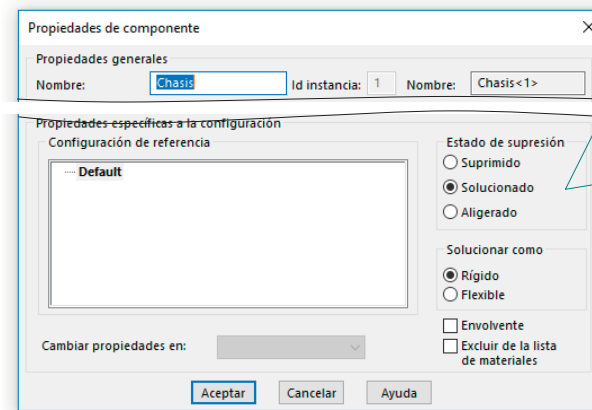 Propiedades de componente
Propiedades generales
Nombre: Chasis Id instancia: 1 Nombre: Chasis<1>
Propiedades específicas a la configuración
Configuración de referencia
Default
Estado de supresión
Suprimido
Solucionado
Aligerado
Solucionar como
Rígido
Flexible
Envolvente
Excluir de la lista
de materiales
Cambiar propiedades en:
Aceptar Cancelar Ayuda